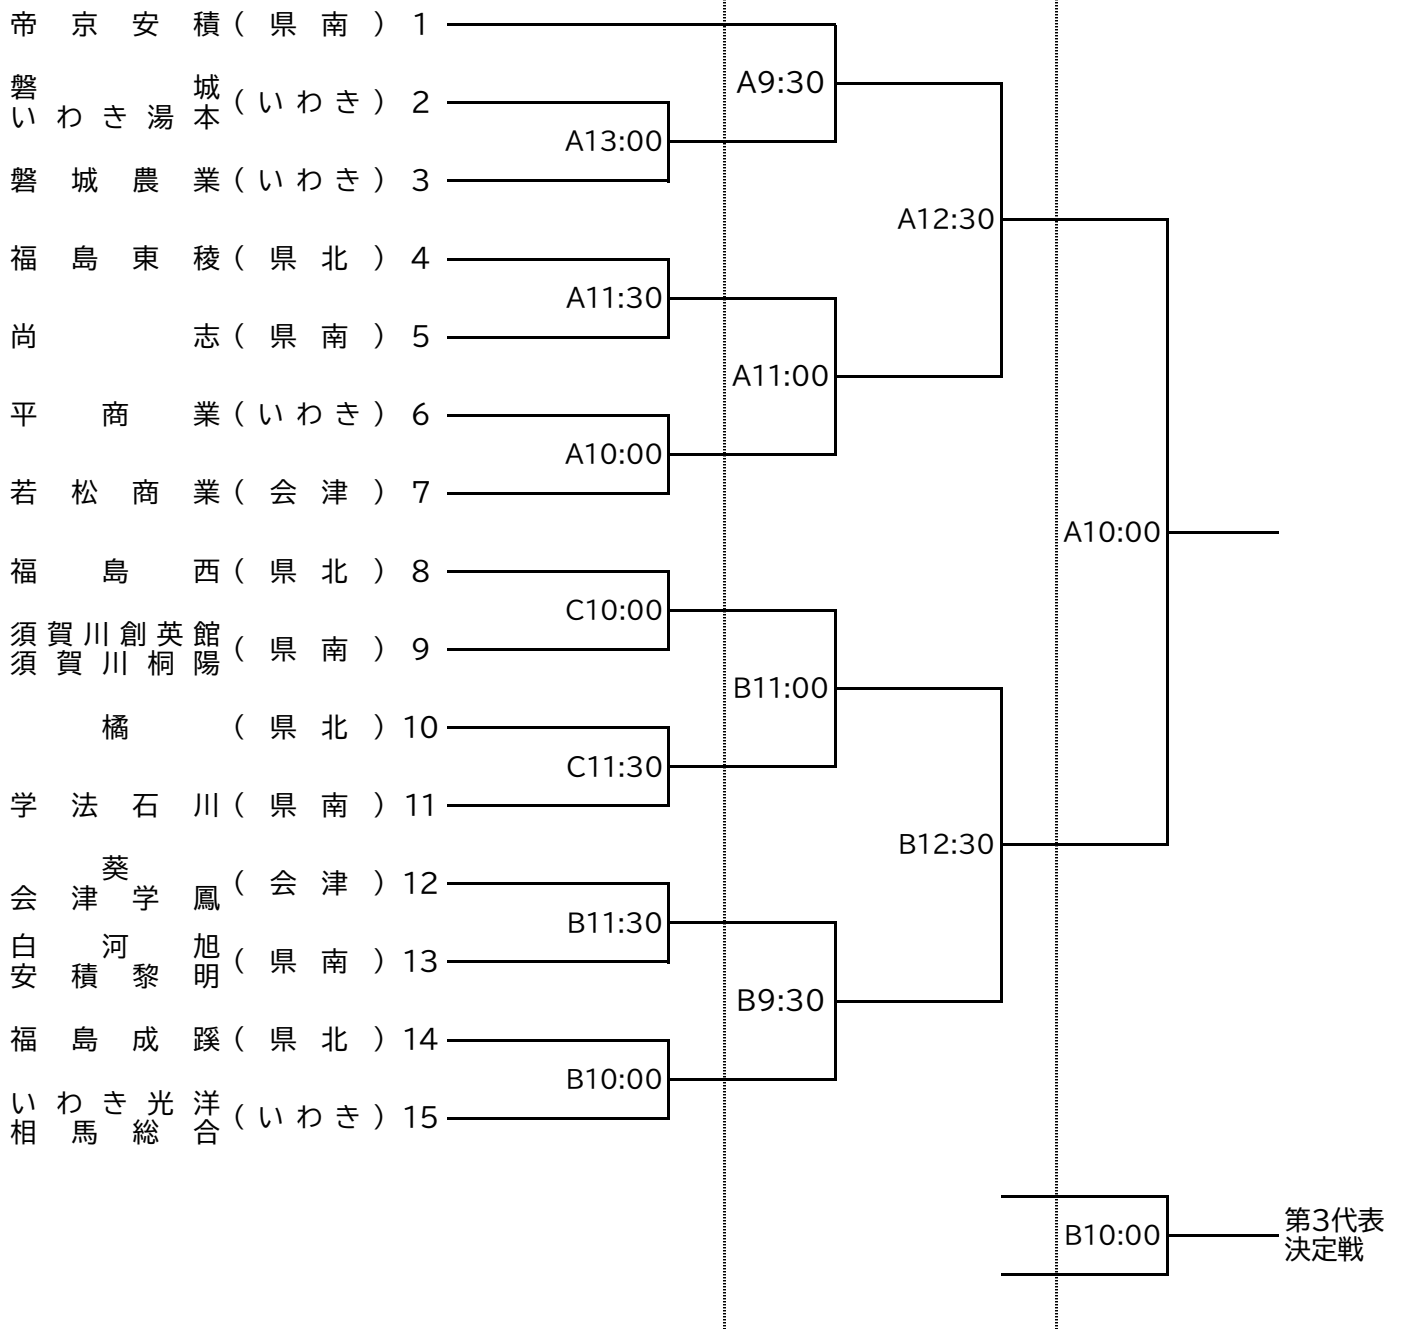 帝京安積(県南) 1
磐城
いわき湯本
(いわき) 2
磐城農業(いわき) 3
福島東稜(県北) 4
尚志(県南) 5
平商業(いわき) 6
若松商業(会津) 7
福島西(県北) 8
須賀川創英館
須賀川桐陽
(県南) 9
橘(県北) 10
学法石川(県南) 11
葵
会津学鳳
(会津) 12
白河旭
安積黎明
(県南) 13
福島成蹊(県北) 14
いわき光洋
相馬総合
(いわき) 15
A13:00
A11:30
A10:00
C10:00
C11:30
B11:30
B10:00
A9:30
A11:00
B11:00
B9:30
A12:30
B12:30
A10:00
B10:00
第3代表
決定戦